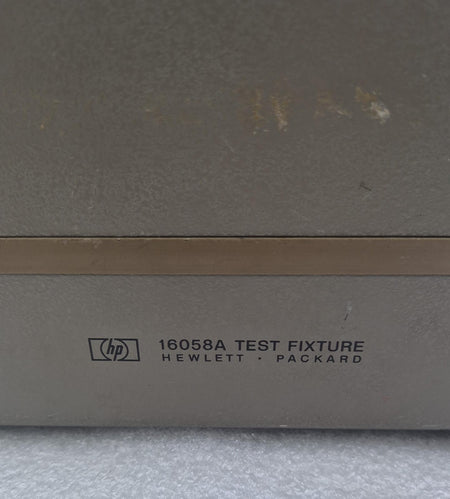 hp 16058A TEST FIXTURE
HEWLETT · PACKARD